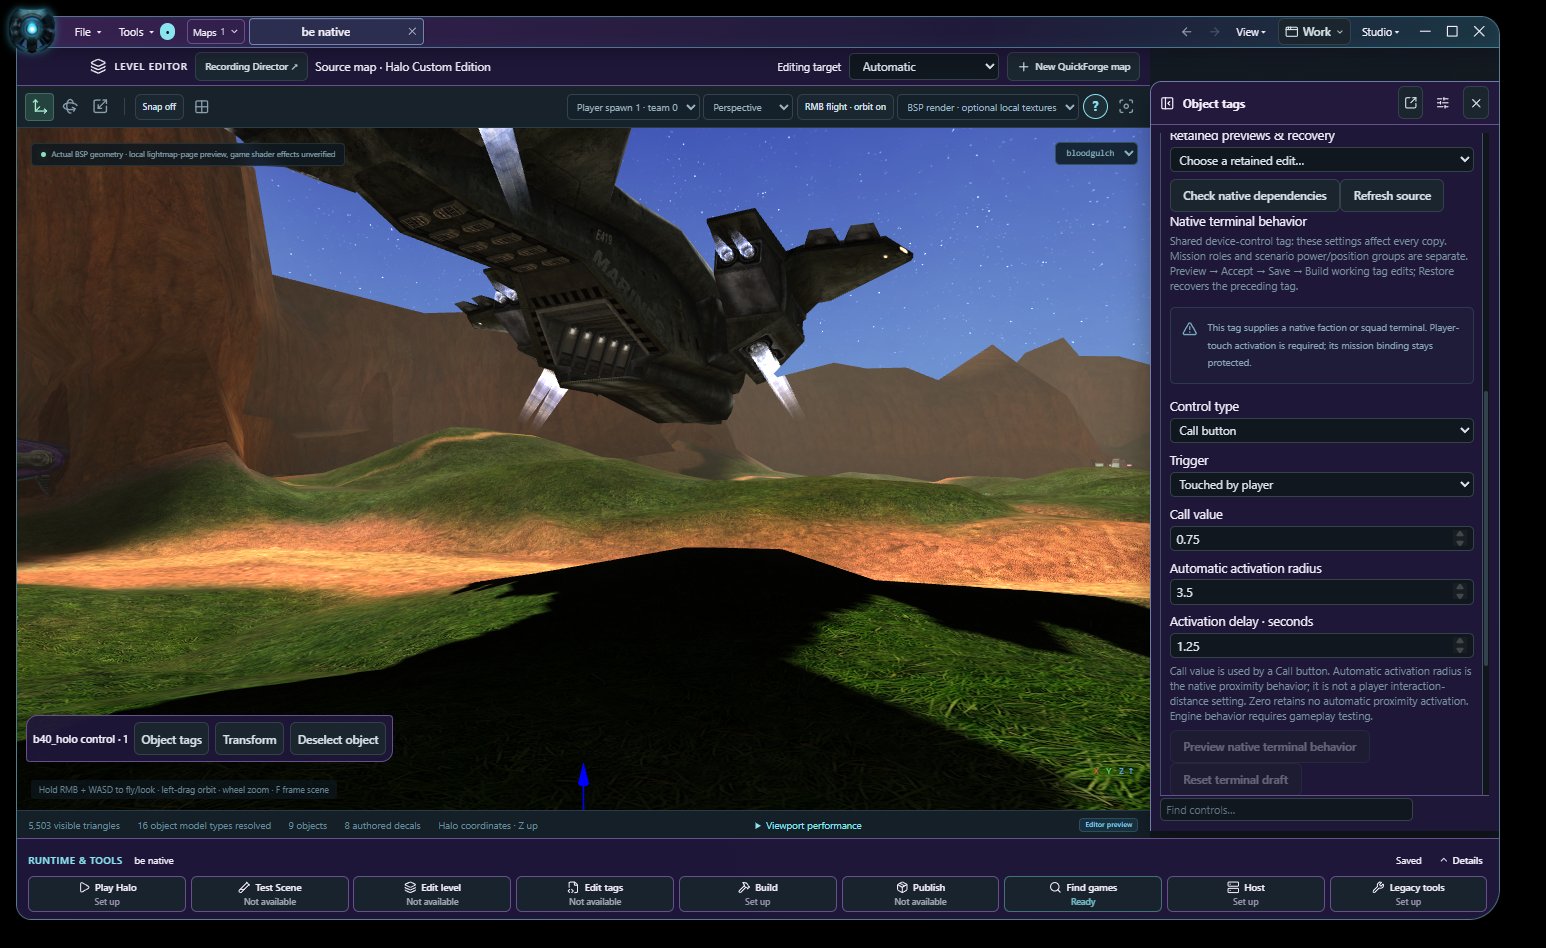 File
Tools
Maps 1
be native
View
Work
Studio
LEVEL EDITOR
Recording Director ↗
Source map · Halo Custom Edition
Editing target
Automatic
New QuickForge map
Snap off
Player spawn 1 · team 0
Perspective
RMB flight · orbit on
BSP render · optional local textures
?
Actual BSP geometry · local lightmap-page preview, game shader effects unverified
bloodgulch
E419
X Y Z ↑
b40_holo control · 1
Object tags
Transform
Deselect object
Hold RMB + WASD to fly/look · left-drag orbit · wheel zoom · F frame scene
5,503 visible triangles
16 object model types resolved
9 objects
8 authored decals
Halo coordinates · Z up
Viewport performance
Editor preview
Object tags
Retained previews & recovery
Choose a retained edit...
Check native dependencies
Refresh source
Native terminal behavior
Shared device-control tag: these settings affect every copy.
Mission roles and scenario power/position groups are separate.
Preview → Accept → Save → Build working tag edits; Restore
recovers the preceding tag.
This tag supplies a native faction or squad terminal. Player-
touch activation is required; its mission binding stays
protected.
Control type
Call button
Trigger
Touched by player
Call value
0.75
Automatic activation radius
3.5
Activation delay · seconds
1.25
Call value is used by a Call button. Automatic activation radius is
the native proximity behavior; it is not a player interaction-
distance setting. Zero retains no automatic proximity activation.
Engine behavior requires gameplay testing.
Preview native terminal behavior
Reset terminal draft
Find controls...
RUNTIME & TOOLS
be native
Saved
Details
Play Halo
Set up
Test Scene
Not available
Edit level
Not available
Edit tags
Not available
Build
Set up
Publish
Not available
Find games
Ready
Host
Set up
Legacy tools
Set up